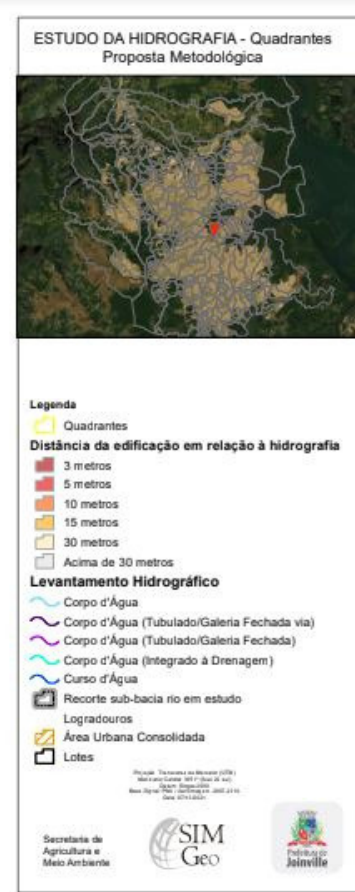 ESTUDO DA HIDROGRAFIA - Quadrantes
Proposta Metodológica
Legenda
Quadrantes
Distância da edificação em relação à hidrografia
3 metros
5 metros
10 metros
15 metros
30 metros
Acima de 30 metros
Levantamento Hidrográfico
Corpo d'Água
Corpo d'Água (Tubulado/Galeria Fechada via)
Corpo d'Água (Tubulado/Galeria Fechada)
Corpo d'Água (Integrado à Drenagem)
Curso d'Água
Recorte sub-bacia rio em estudo
Logradouros
Área Urbana Consolidada
Lotes
Secretaria de
Agricultura e
Meio Ambiente
SIM
Geo
Prefeitura de
Joinville